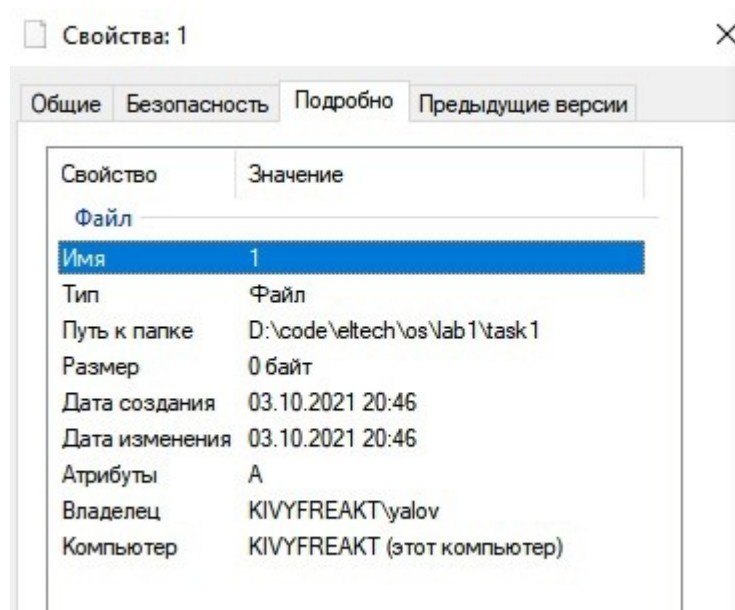 Свойства: 1
Общие Безопасность Подробно Предыдущие версии
Свойство Значение
Файл
Имя 1
Тип Файл
Путь к папке D:\code\eltech\os\lab1\task1
Размер 0 байт
Дата создания 03.10.2021 20:46
Дата изменения 03.10.2021 20:46
Атрибуты A
Владелец KIVYFREAKT\yalov
Компьютер KIVYFREAKT (этот компьютер)